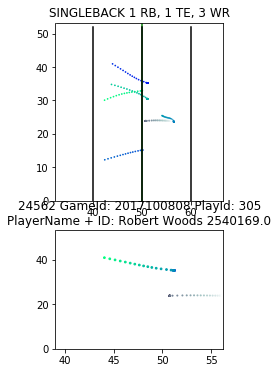 SINGLEBACK 1 RB, 1 TE, 3 WR
50
40
30
20
10
0
40 50 60
24562 GameId: 2017100808 PlayId: 305
PlayerName + ID: Robert Woods 2540169.0
40
20
0
40 45 50 55